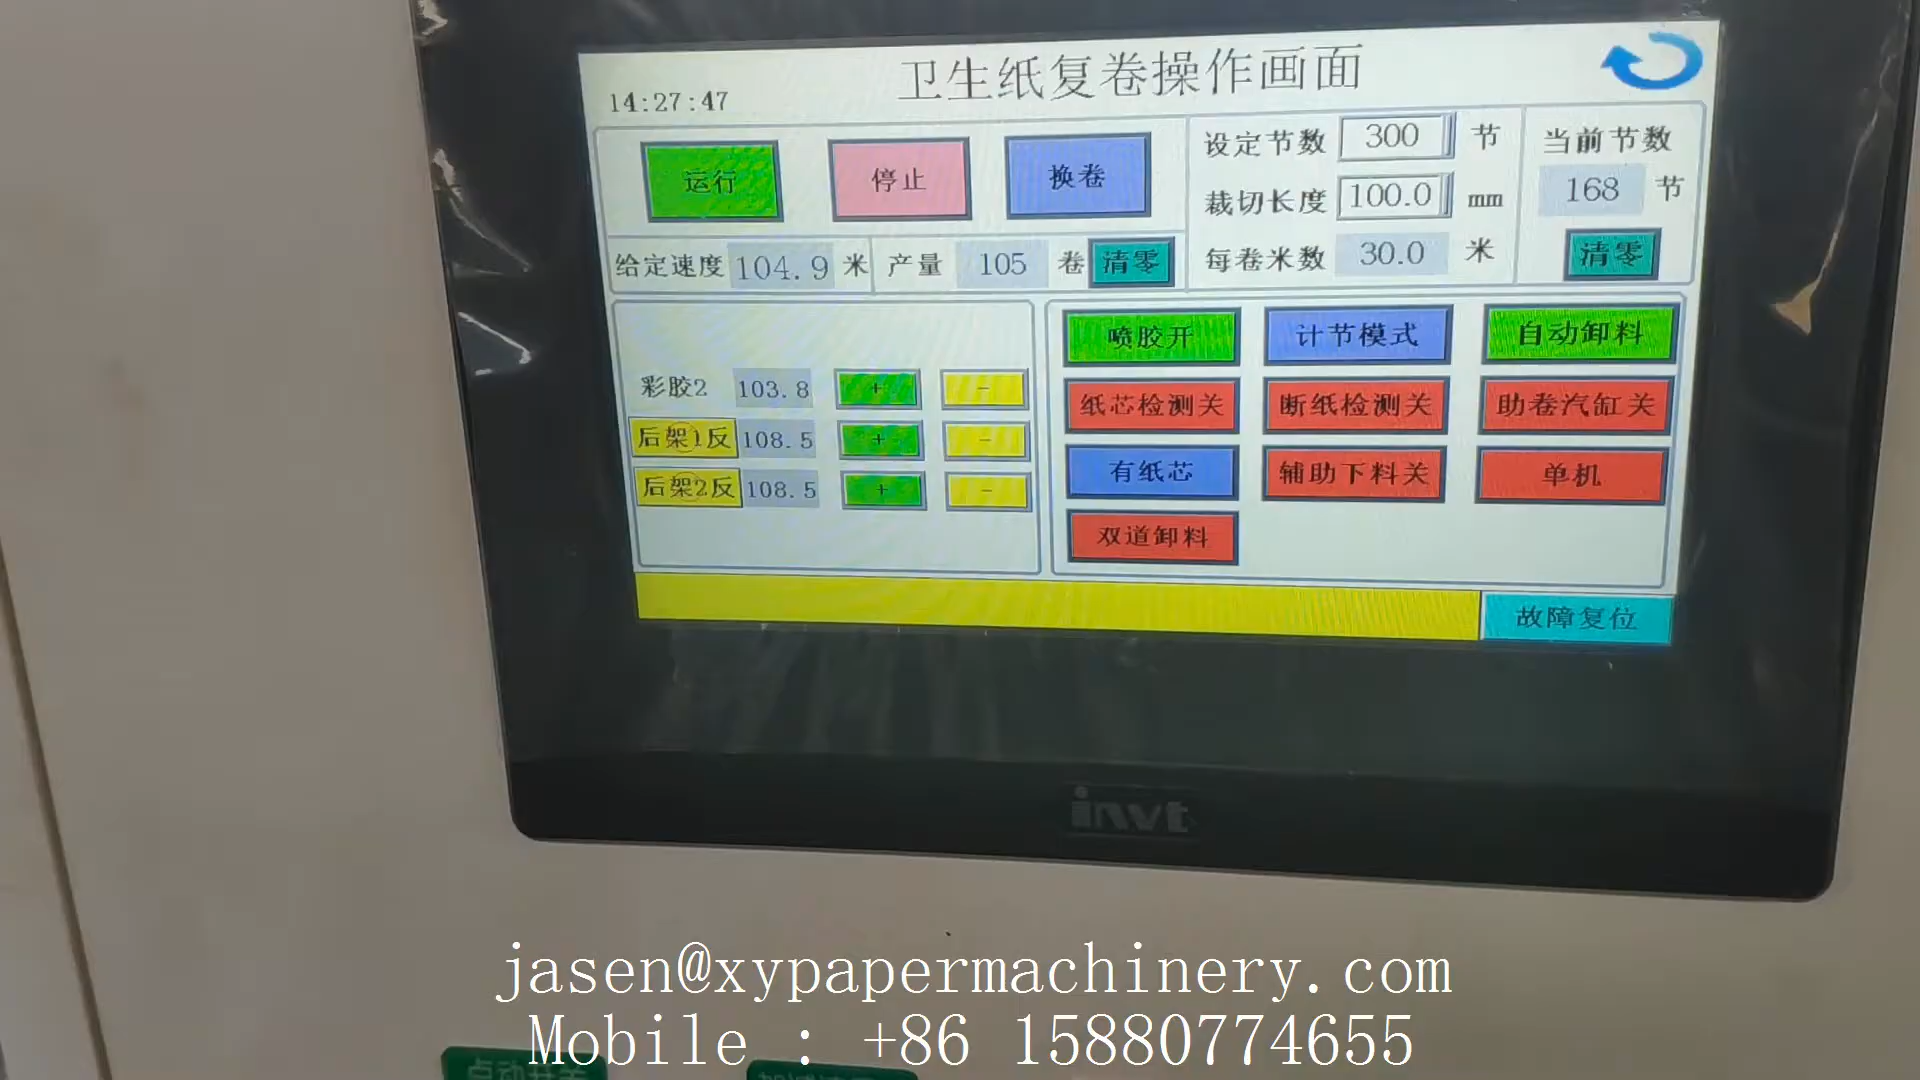 卫生纸复卷操作画面
14:27:47
运行 停止 换卷
设定节数 300 节
裁切长度 100.0 mm
每卷米数 30.0 米
当前节数
168 节
清零
给定速度 104.9 米 产量 105 卷 清零
彩胶2 103.8 + -
后架1反 108.5 + -
后架2反 108.5 + -
喷胶开 计节模式 自动卸料
纸芯检测关 断纸检测关 助卷汽缸关
有纸芯 辅助下料关 单机
双道卸料
故障复位
invt
jasen@xypapermachinery.com
Mobile : +86 15880774655
点动开关